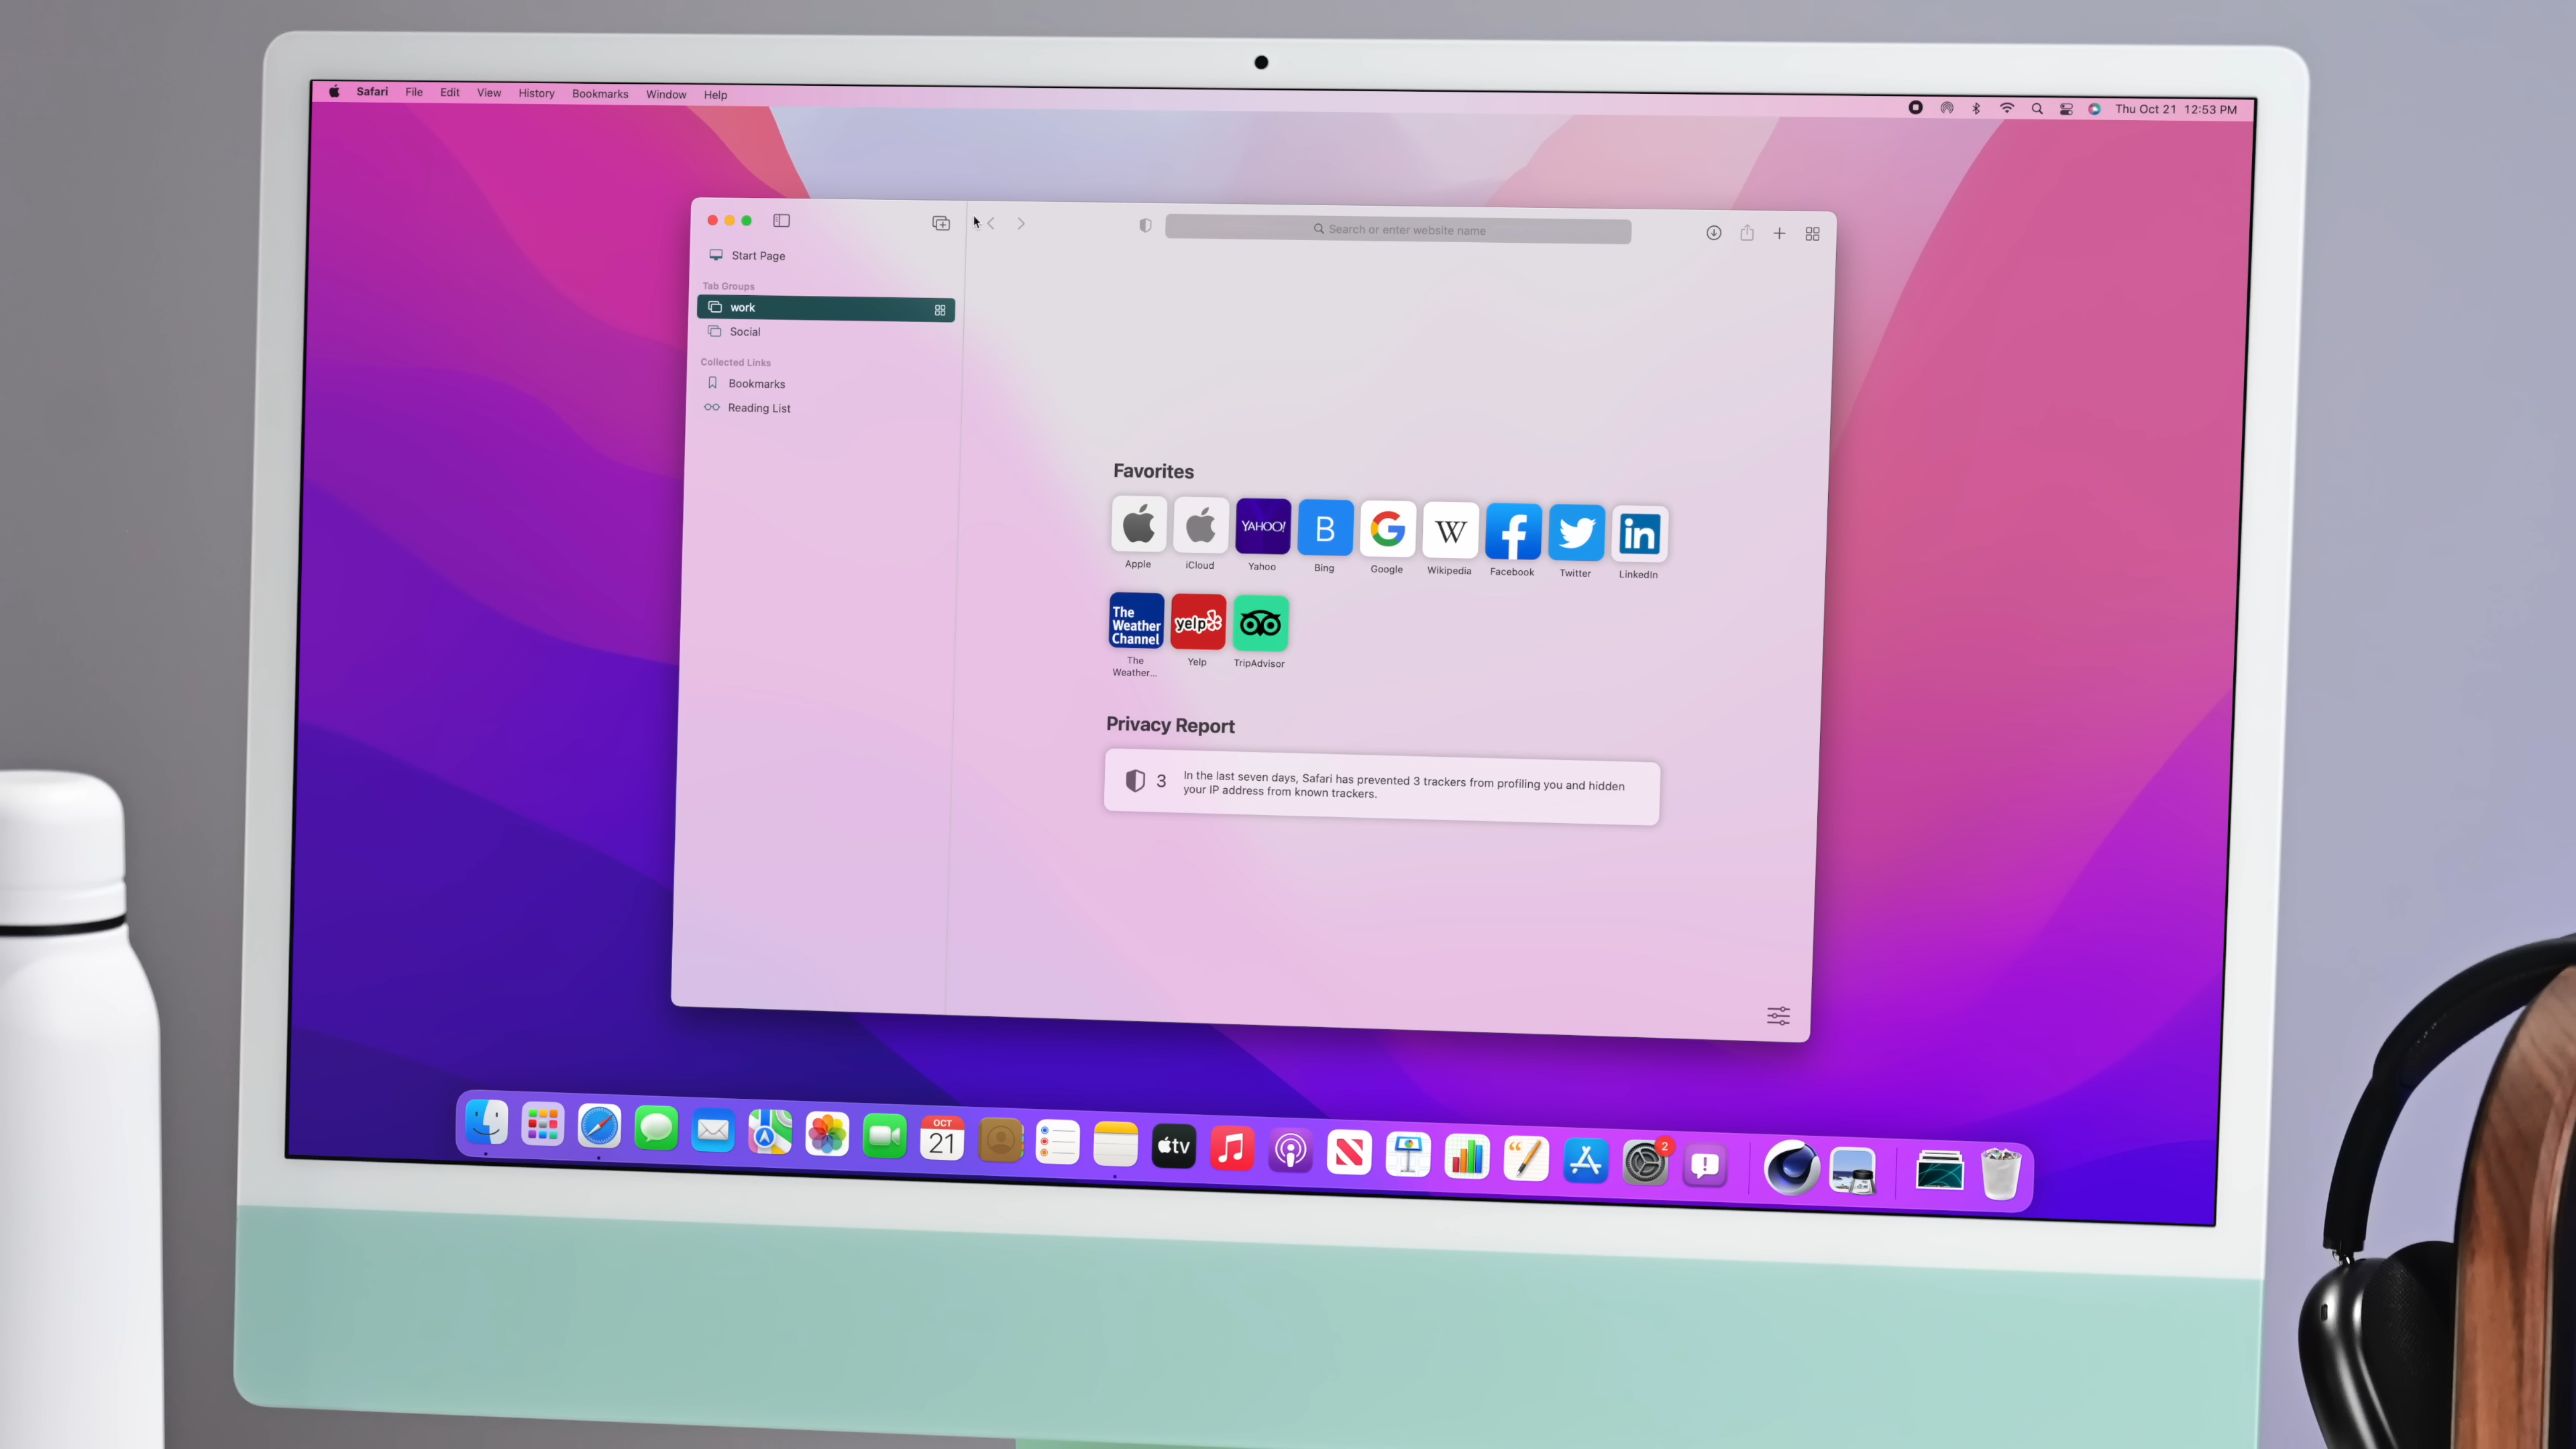 Safari File Edit View History Bookmarks Window Help
Thu Oct 21 12:53 PM
Search or enter website name
Start Page
Tab Groups
work
Social
Collected Links
Bookmarks
Reading List
Favorites
YAHOO!
B
G
W
f
in
Apple
iCloud
Yahoo
Bing
Google
Wikipedia
Facebook
Twitter
LinkedIn
The
Weather
Channel
yelp
The
Weather...
Yelp
TripAdvisor
Privacy Report
3
In the last seven days, Safari has prevented 3 trackers from profiling you and hidden
your IP address from known trackers.
OCT
21
tv
2